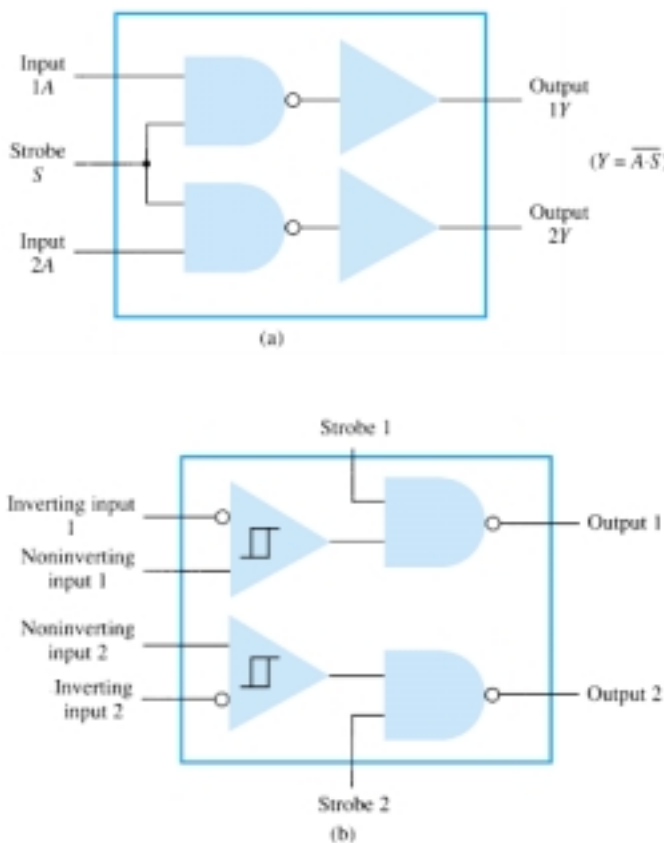 Input
1A
Output
1Y
Strobe
S
(Y = \overline{A·S})
Input
2A
Output
2Y
(a)
Strobe 1
Inverting input
1
Output 1
Noninverting
input 1
Noninverting
input 2
Inverting
input 2
Output 2
Strobe 2
(b)